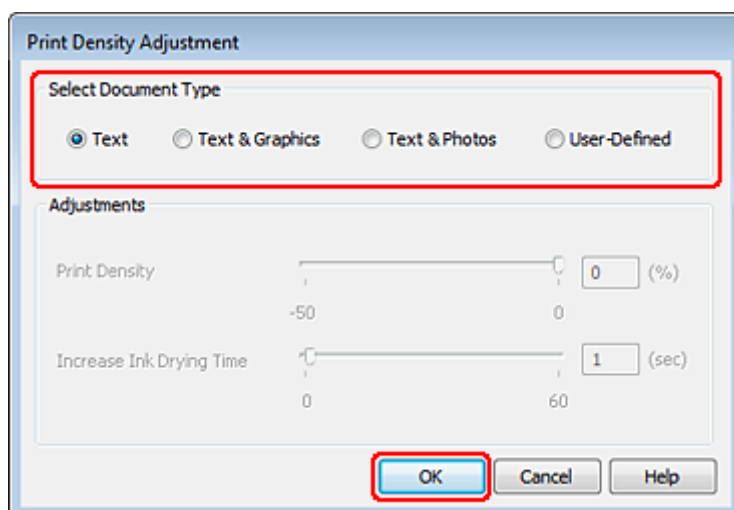 Print Density Adjustment
Select Document Type
Text Text & Graphics Text & Photos User-Defined
Adjustments
Print Density 0 (%)
-50 0
Increase Ink Drying Time 1 (sec)
0 60
OK Cancel Help